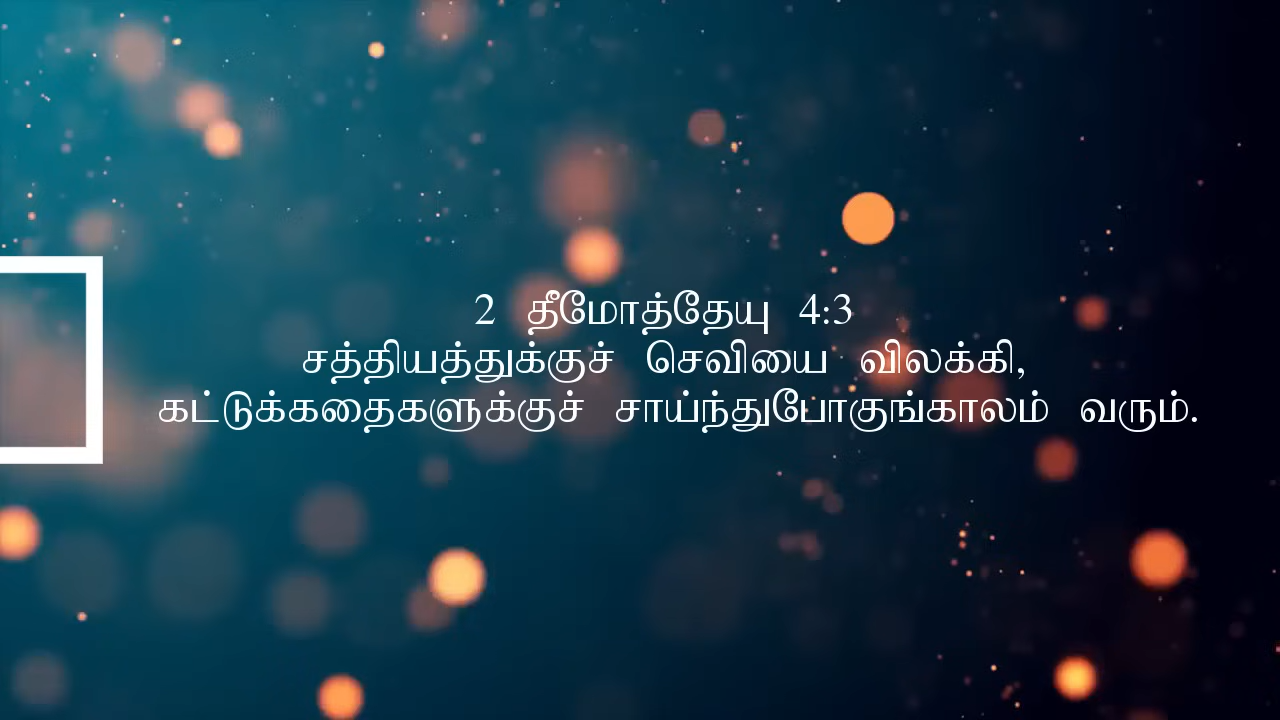 2 தீமோத்தேயு 4:3
சத்தியத்துக்குச் செவியை விலக்கி,
கட்டுக்கதைகளுக்குச் சாய்ந்துபோகுங்காலம் வரும்.